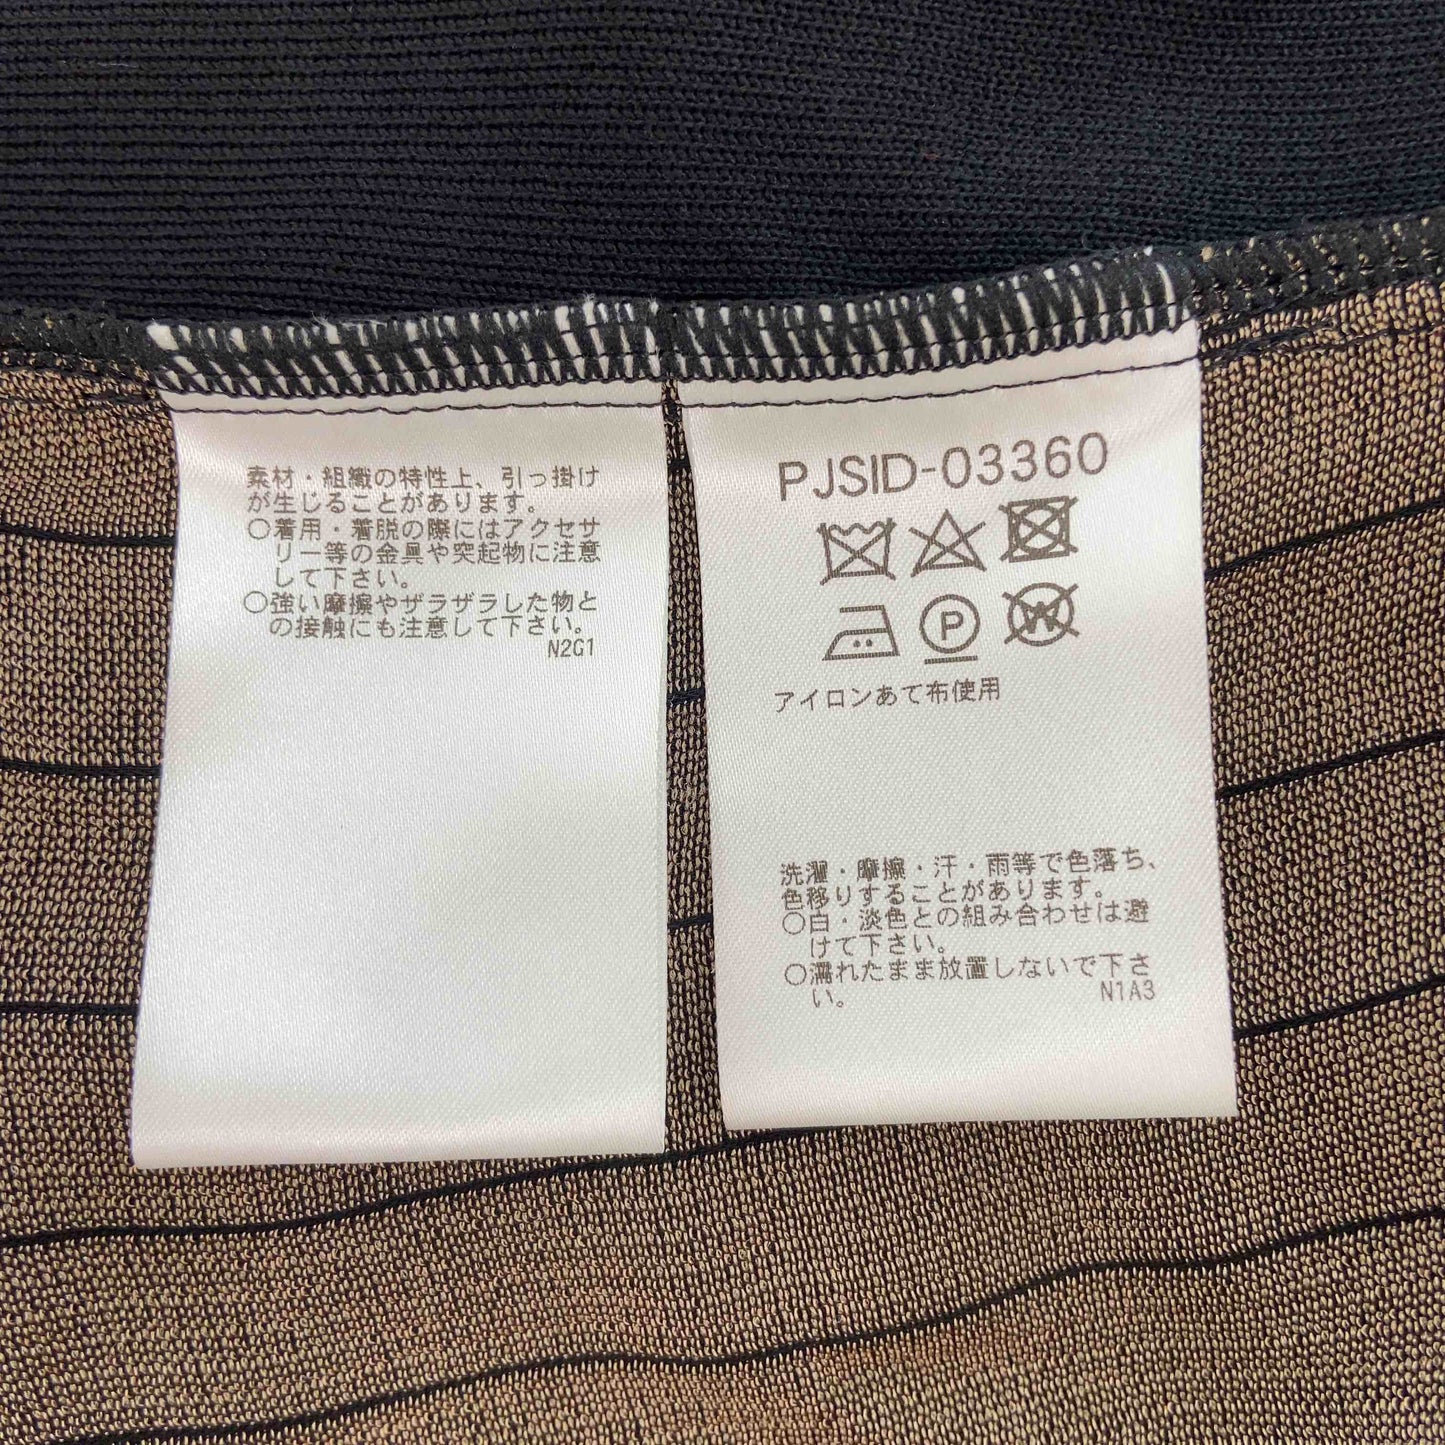 素材・組織の特性上、引っ掛け
が生じることがあります。
○着用・着脱の際にはアクセサ
リー等の金具や突起物に注意
して下さい。
○強い摩擦やザラザラした物と
の接触にも注意して下さい。
N2G1
PJSID-03360
P
W
アイロンあて布使用
洗濯・摩擦・汗・雨等で色落ち、
色移りすることがあります。
○白・淡色との組み合わせは避
けて下さい。
○濡れたまま放置しないで下さ
い。
N1A3